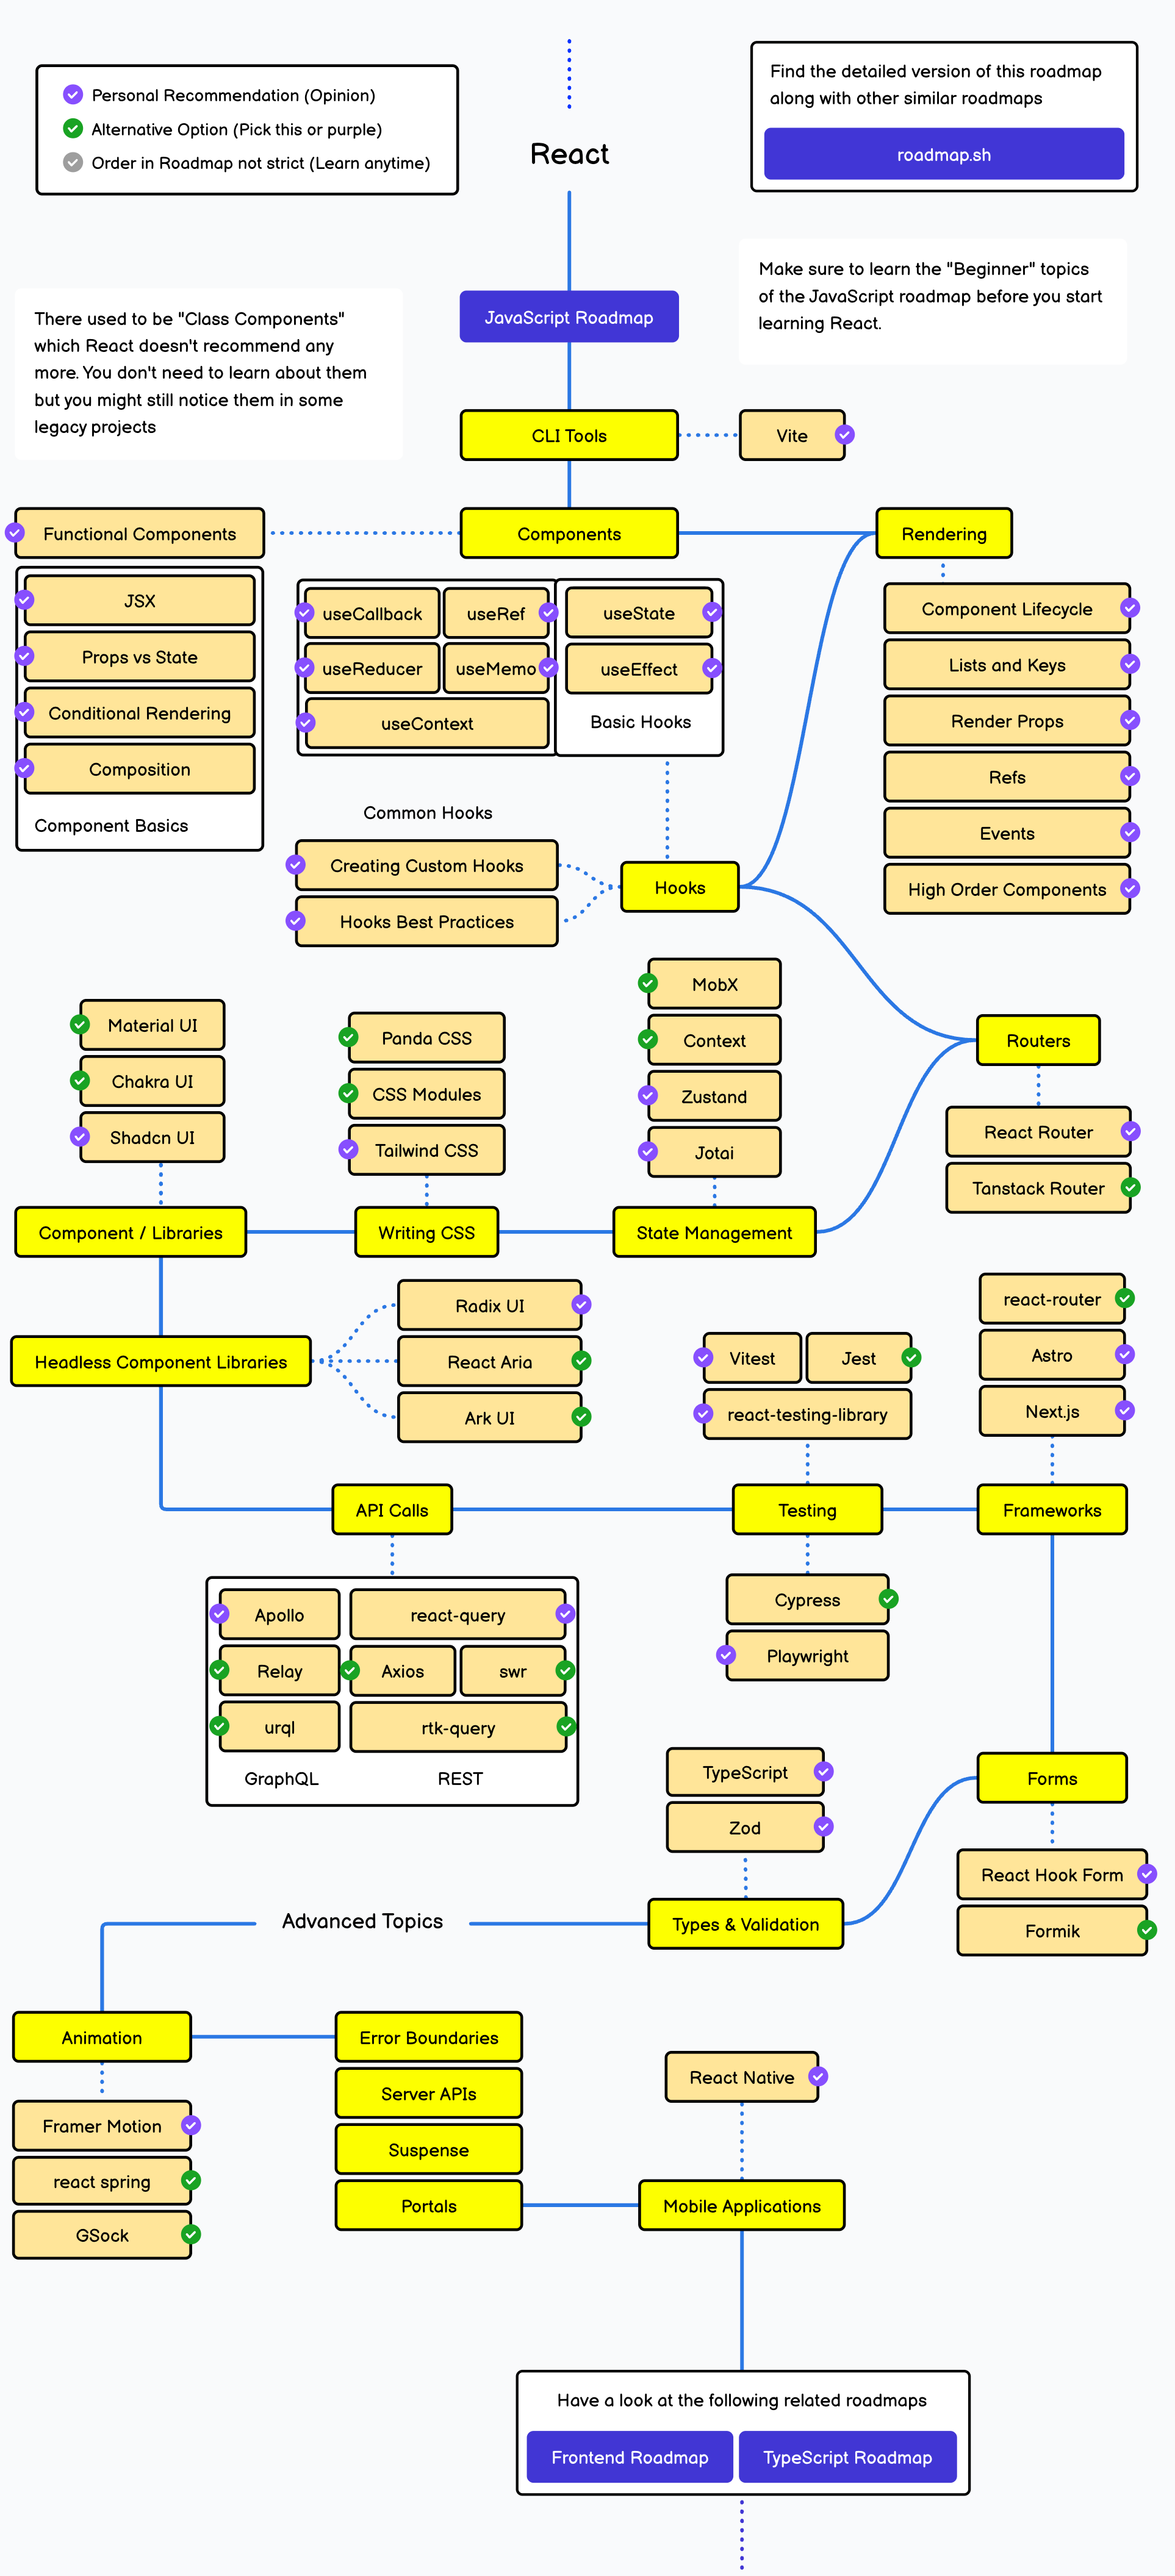 Personal Recommendation (Opinion)
Alternative Option (Pick this or purple)
Order in Roadmap not strict (Learn anytime)
React
Find the detailed version of this roadmap
along with other similar roadmaps
roadmap.sh
Make sure to learn the "Beginner" topics
of the JavaScript roadmap before you start
learning React.
There used to be "Class Components"
which React doesn't recommend any
more. You don't need to learn about them
but you might still notice them in some
legacy projects
JavaScript Roadmap
CLI Tools
Vite
Functional Components
Components
Rendering
JSX
Props vs State
Conditional Rendering
Composition
Component Basics
useCallback
useRef
useReducer
useMemo
useContext
Common Hooks
useState
useEffect
Basic Hooks
Component Lifecycle
Lists and Keys
Render Props
Refs
Events
High Order Components
Creating Custom Hooks
Hooks Best Practices
Hooks
MobX
Context
Zustand
Jotai
Material UI
Chakra UI
Shadcn UI
Panda CSS
CSS Modules
Tailwind CSS
Routers
React Router
Tanstack Router
Component / Libraries
Writing CSS
State Management
Headless Component Libraries
Radix UI
React Aria
Ark UI
Vitest
Jest
react-testing-library
react-router
Astro
Next.js
API Calls
Testing
Frameworks
Apollo
react-query
Relay
Axios
swr
urql
rtk-query
GraphQL
REST
Cypress
Playwright
TypeScript
Zod
Forms
React Hook Form
Formik
Advanced Topics
Types & Validation
Animation
Framer Motion
react spring
GSock
Error Boundaries
Server APIs
Suspense
Portals
React Native
Mobile Applications
Have a look at the following related roadmaps
Frontend Roadmap
TypeScript Roadmap